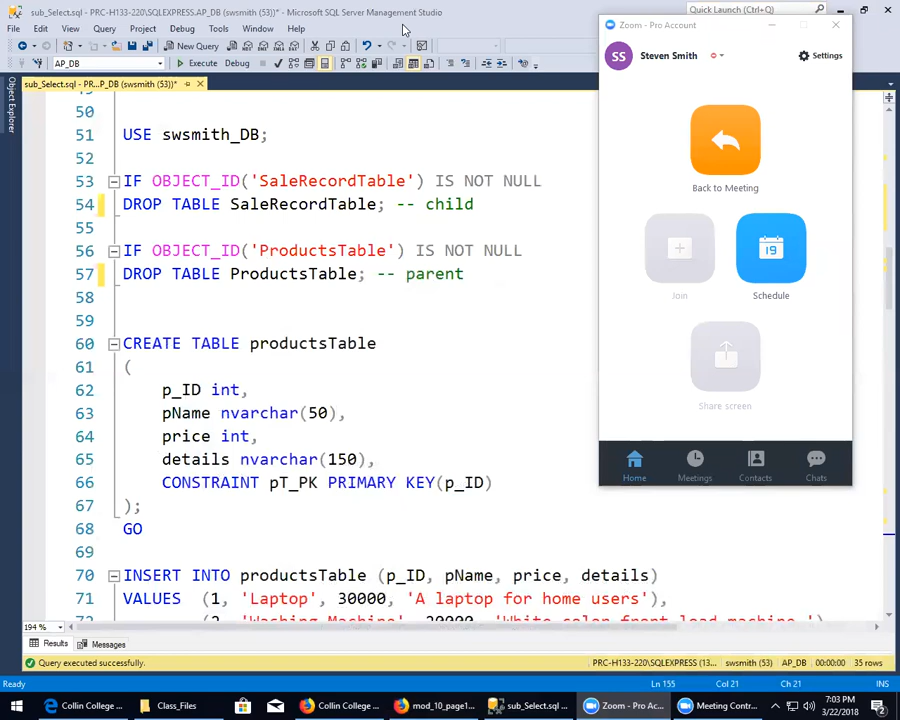 sub_Select.sql - PRC-H133-220\SQLEXPRESS.AP_DB (swsmith (53))* - Microsoft SQL Server Management Studio
Quick Launch (Ctrl+Q)
File Edit View Query Project Debug Tools Window Help
New Query
AP_DB Execute Debug
sub_Select.sql - PR...P_DB (swsmith (53))*
Object Explorer
50
51 USE swsmith_DB;
52
53 IF OBJECT_ID('SaleRecordTable') IS NOT NULL
54 DROP TABLE SaleRecordTable; -- child
55
56 IF OBJECT_ID('ProductsTable') IS NOT NULL
57 DROP TABLE ProductsTable; -- parent
58
59
60 CREATE TABLE productsTable
61 (
62 p_ID int,
63 pName nvarchar(50),
64 price int,
65 details nvarchar(150),
66 CONSTRAINT pT_PK PRIMARY KEY(p_ID)
67 );
68 GO
69
70 INSERT INTO productsTable (p_ID, pName, price, details)
71 VALUES (1, 'Laptop', 30000, 'A laptop for home users'),
Zoom - Pro Account
SS Steven Smith Settings
Back to Meeting
19
Join Schedule
Share screen
Home Meetings Contacts Chats
194 %
Results Messages
Query executed successfully. PRC-H133-220\SQLEXPRESS (13... swsmith (53) AP_DB 00:00:00 35 rows
Ready Ln 155 Col 21 Ch 21 INS
Collin College ... Class_Files Collin College ... mod_10_page1... sub_Select.sql ... Zoom - Pro Ac... Meeting Contr... 7:03 PM
3/22/2018 2